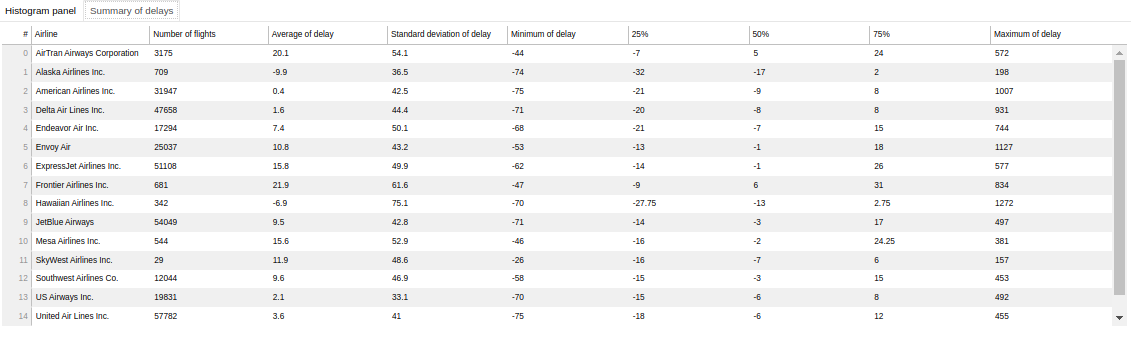 Histogram panel Summary of delays
# Airline Number of flights Average of delay Standard deviation of delay Minimum of delay 25% 50% 75% Maximum of delay
0 AirTran Airways Corporation 3175 20.1 54.1 -44 -7 5 24 572
1 Alaska Airlines Inc. 709 -9.9 36.5 -74 -32 -17 2 198
2 American Airlines Inc. 31947 0.4 42.5 -75 -21 -9 8 1007
3 Delta Air Lines Inc. 47658 1.6 44.4 -71 -20 -8 8 931
4 Endeavor Air Inc. 17294 7.4 50.1 -68 -21 -7 15 744
5 Envoy Air 25037 10.8 43.2 -53 -13 -1 18 1127
6 ExpressJet Airlines Inc. 51108 15.8 49.9 -62 -14 -1 26 577
7 Frontier Airlines Inc. 681 21.9 61.6 -47 -9 6 31 834
8 Hawaiian Airlines Inc. 342 -6.9 75.1 -70 -27.75 -13 2.75 1272
9 JetBlue Airways 54049 9.5 42.8 -71 -14 -3 17 497
10 Mesa Airlines Inc. 544 15.6 52.9 -46 -16 -2 24.25 381
11 SkyWest Airlines Inc. 29 11.9 48.6 -26 -16 -7 6 157
12 Southwest Airlines Co. 12044 9.6 46.9 -58 -15 -3 15 453
13 US Airways Inc. 19831 2.1 33.1 -70 -15 -6 8 492
14 United Air Lines Inc. 57782 3.6 41 -75 -18 -6 12 455